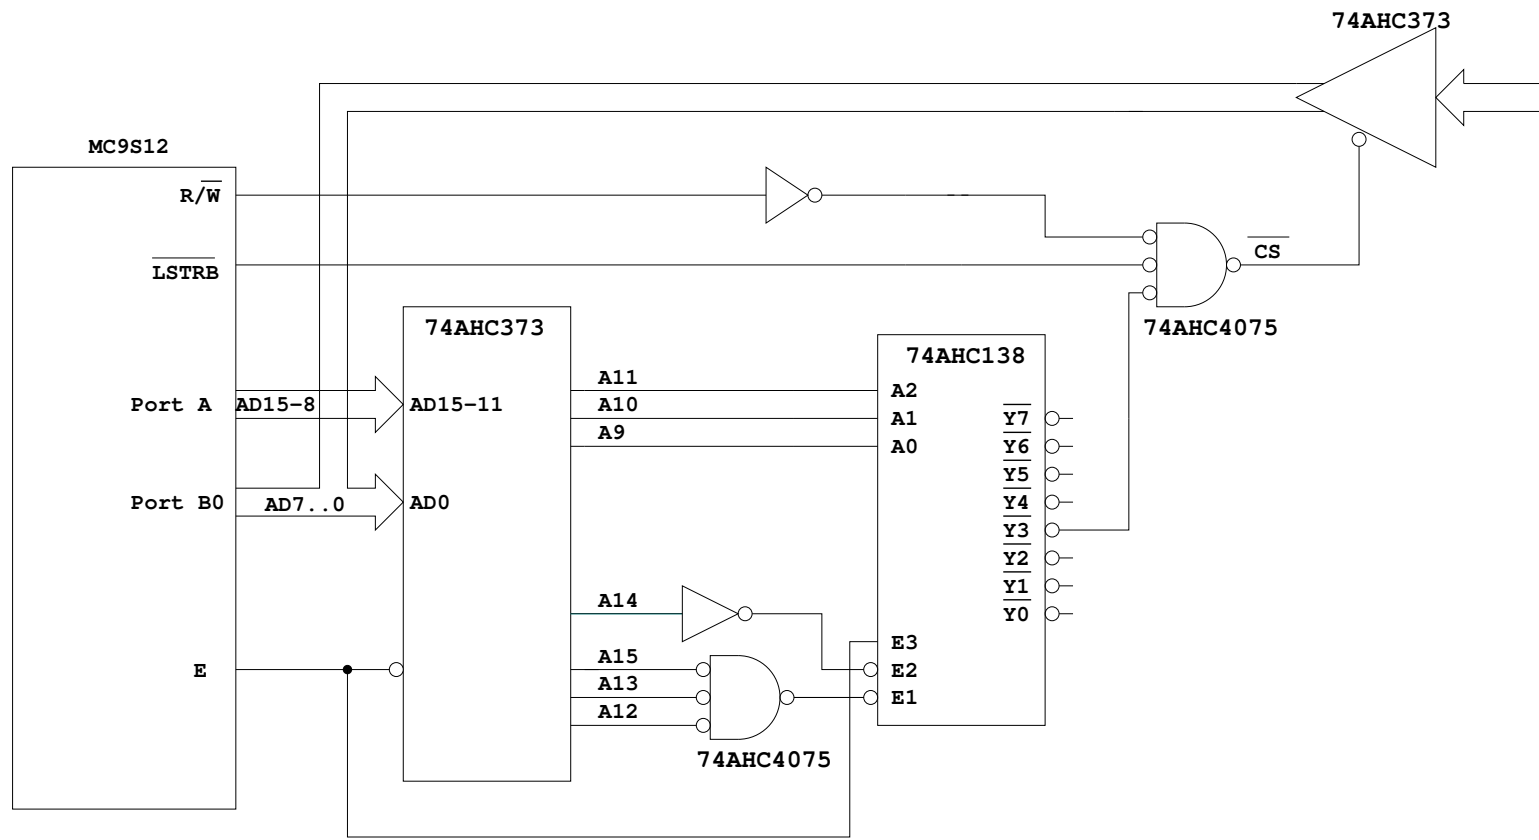 74AHC373
MC9S12
R/W
LSTRB
CS
74AHC4075
74AHC373
74AHC138
A11
A2
Port A
AD15-8
AD15-11
A10
A1
Y7
A9
A0
Y6
Y5
Port B0
AD7..0
AD0
Y4
Y3
Y2
Y1
A14
Y0
E3
E
A15
E2
A13
E1
A12
74AHC4075